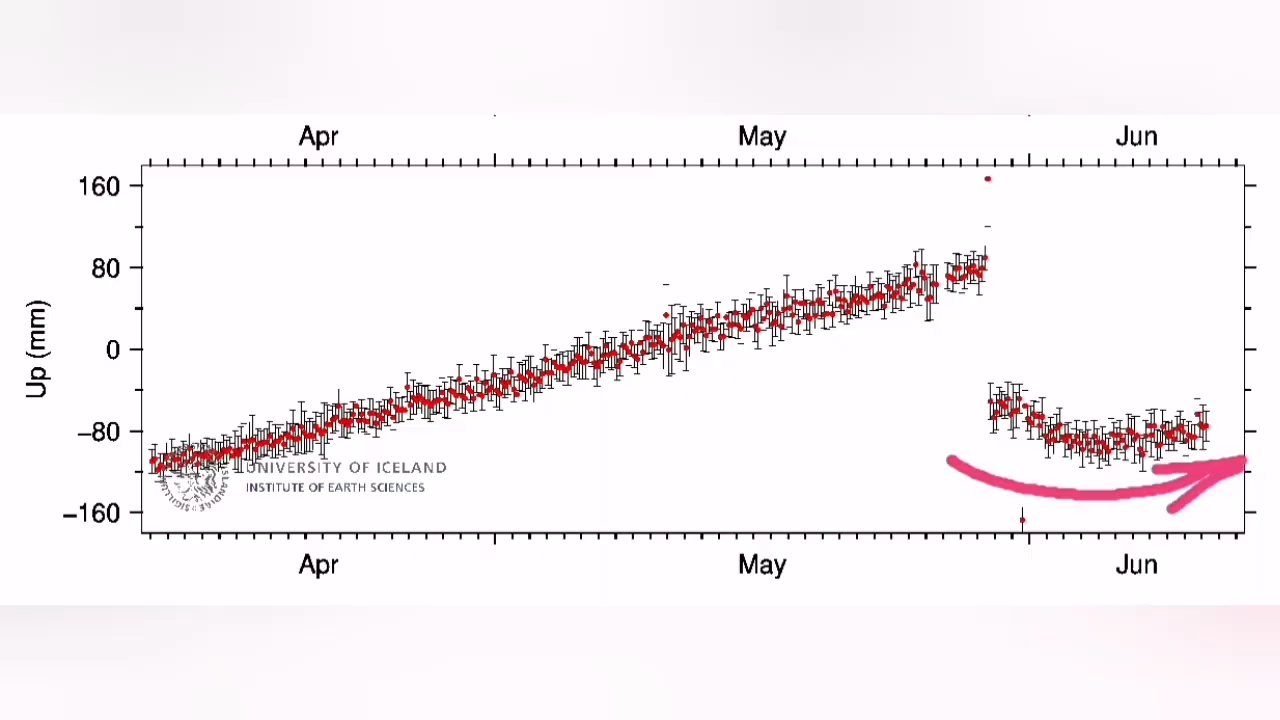 Apr May Jun
160
80
0
−80
−160
Up (mm)
UNIVERSITY OF ICELAND
INSTITUTE OF EARTH SCIENCES
Apr May Jun